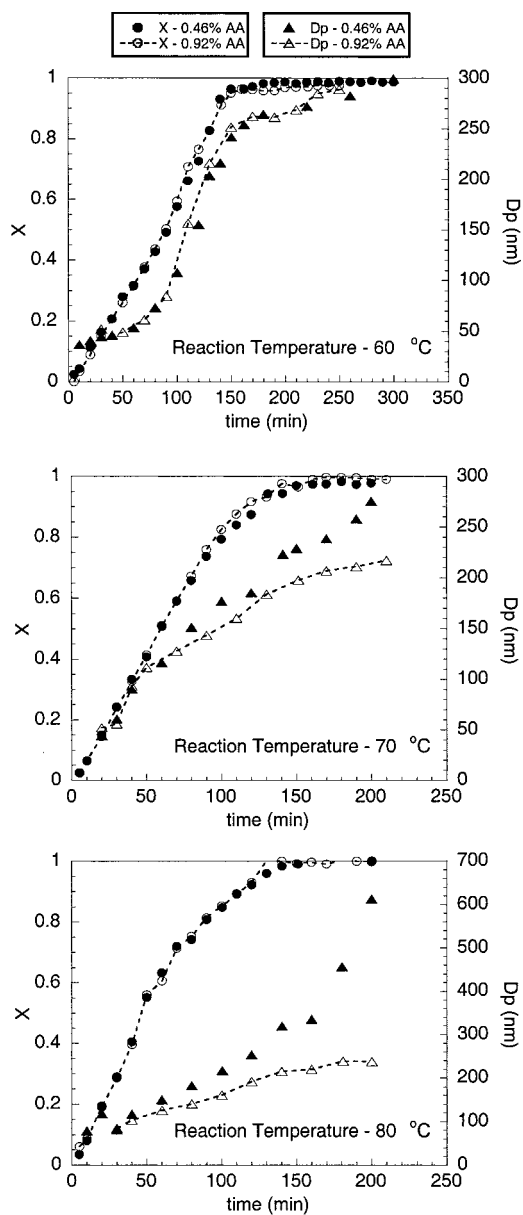 X - 0.46% AA
X - 0.92% AA
Dp - 0.46% AA
Dp - 0.92% AA
1
0.8
0.6
0.4
0.2
0
X
300
250
200
150
100
50
0
Dp (nm)
Reaction Temperature - 60 °C
0 50 100 150 200 250 300 350
time (min)
1
0.8
0.6
0.4
0.2
0
X
300
250
200
150
100
50
0
Dp (nm)
Reaction Temperature - 70 °C
0 50 100 150 200 250
time (min)
1
0.8
0.6
0.4
0.2
0
X
700
600
500
400
300
200
100
0
Dp (nm)
Reaction Temperature - 80 °C
0 50 100 150 200 250
time (min)